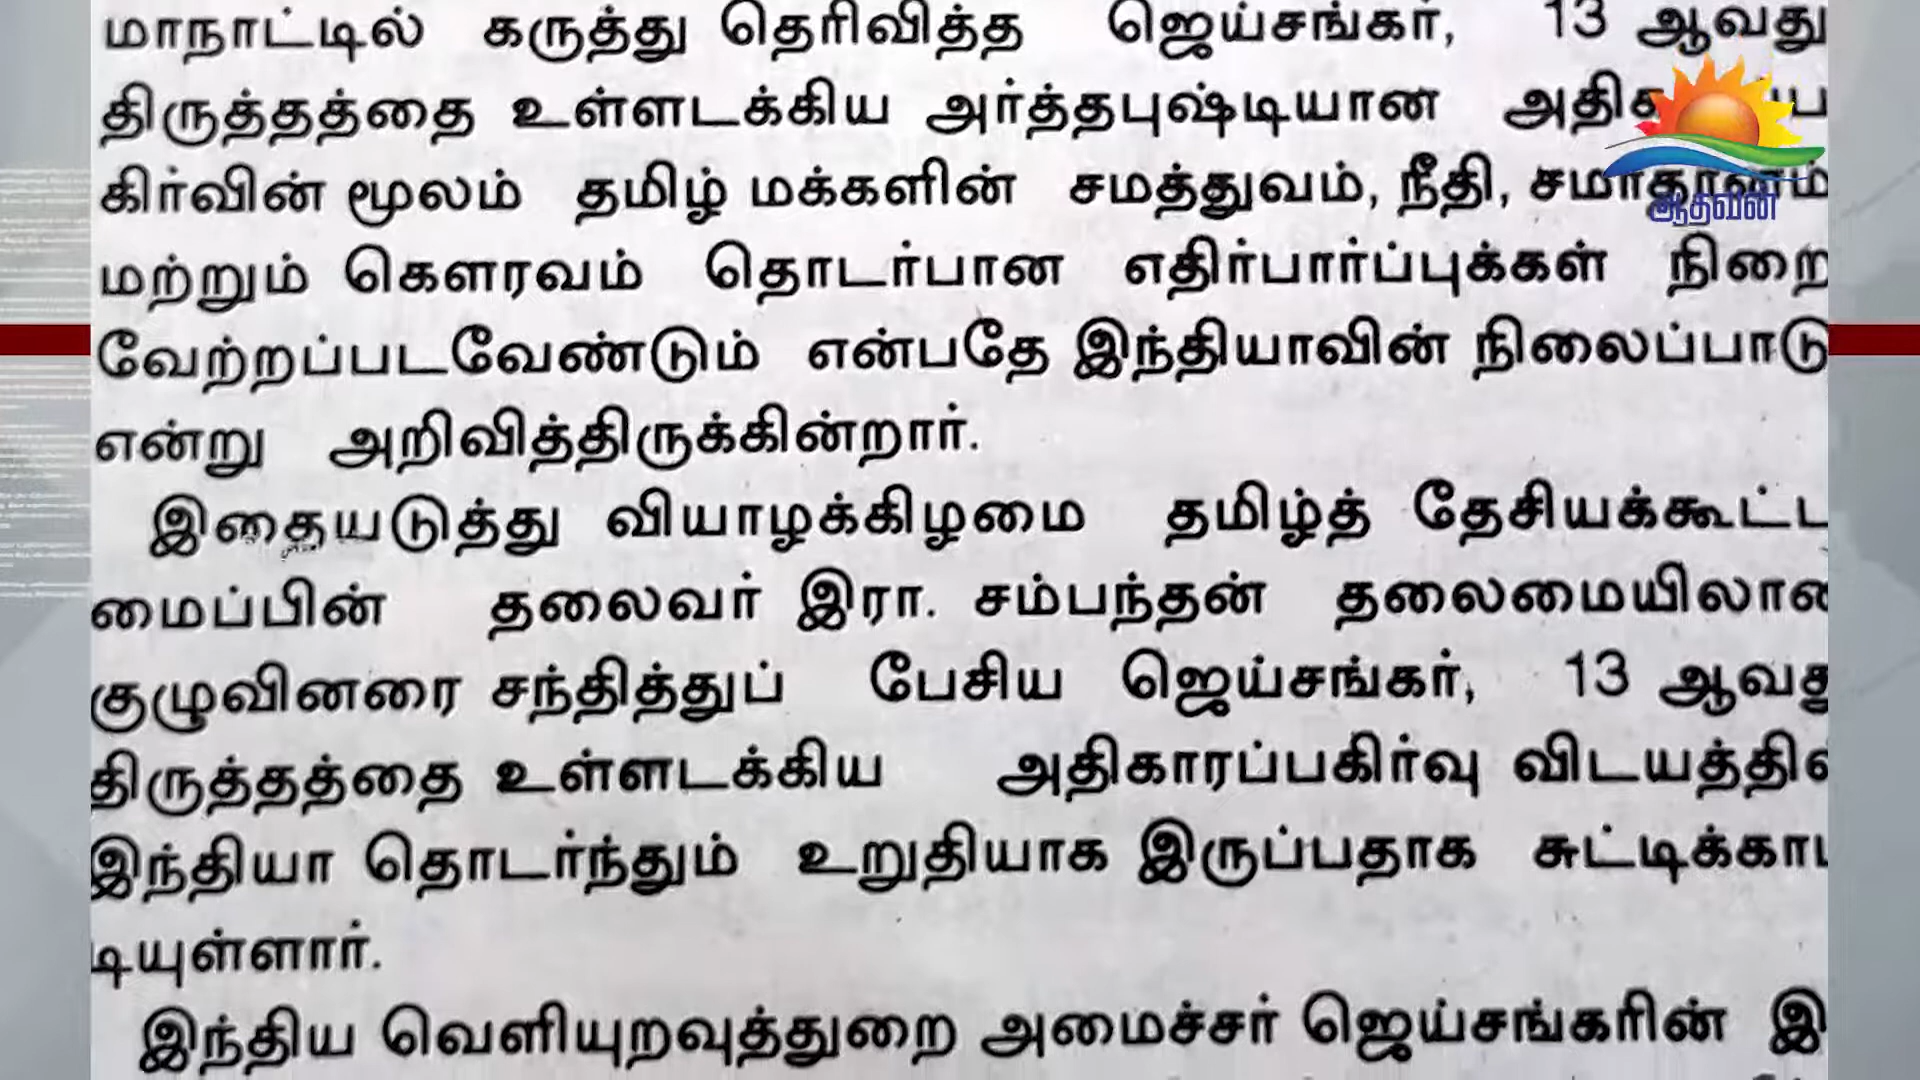 மாநாட்டில் கருத்து தெரிவித்த ஜெய்சங்கர், 13 ஆவது
திருத்தத்தை உள்ளடக்கிய அர்த்தபுஷ்டியான
கிர்வின் மூலம் தமிழ் மக்களின் சமத்துவம், நீதி, சமாதானம்
ஆதவன்
மற்றும் கௌரவம் தொடர்பான எதிர்பார்ப்புக்கள் நிறை
வேற்றப்படவேண்டும் என்பதே இந்தியாவின் நிலைப்பாடு
என்று அறிவித்திருக்கின்றார்.
இதையடுத்து வியாழக்கிழமை தமிழ்த் தேசியக்கூட்ட
மைப்பின் தலைவர் இரா. சம்பந்தன் தலைமையிலான
குழுவினரை சந்தித்துப் பேசிய ஜெய்சங்கர், 13 ஆவது
திருத்தத்தை உள்ளடக்கிய அதிகாரப்பகிர்வு விடயத்தில்
இந்தியா தொடர்ந்தும் உறுதியாக இருப்பதாக சுட்டிக்காட்
டியுள்ளார்.
இந்திய வெளியுறவுத்துறை அமைச்சர் ஜெய்சங்கரின்